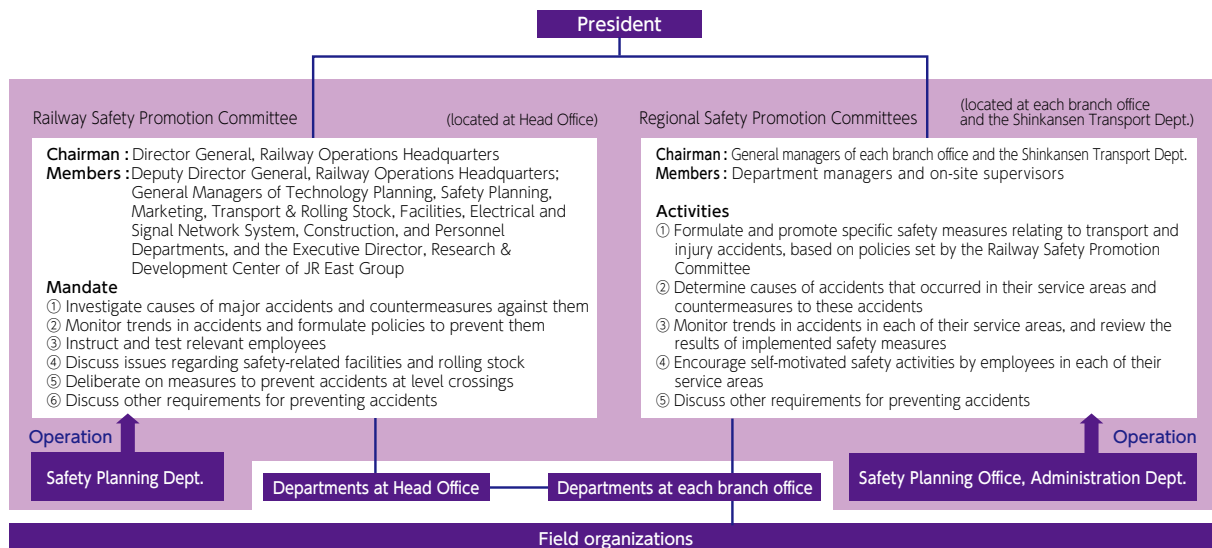 President
Railway Safety Promotion Committee
(located at Head Office)
Chairman : Director General, Railway Operations Headquarters
Members : Deputy Director General, Railway Operations Headquarters;
General Managers of Technology Planning, Safety Planning,
Marketing, Transport & Rolling Stock, Facilities, Electrical and
Signal Network System, Construction, and Personnel
Departments, and the Executive Director, Research &
Development Center of JR East Group
Mandate
① Investigate causes of major accidents and countermeasures against them
② Monitor trends in accidents and formulate policies to prevent them
③ Instruct and test relevant employees
④ Discuss issues regarding safety-related facilities and rolling stock
⑤ Deliberate on measures to prevent accidents at level crossings
⑥ Discuss other requirements for preventing accidents
Operation
Safety Planning Dept.
Regional Safety Promotion Committees
(located at each branch office
and the Shinkansen Transport Dept.)
Chairman : General managers of each branch office and the Shinkansen Transport Dept.
Members : Department managers and on-site supervisors
Activities
① Formulate and promote specific safety measures relating to transport and
injury accidents, based on policies set by the Railway Safety Promotion
Committee
② Determine causes of accidents that occurred in their service areas and
countermeasures to these accidents
③ Monitor trends in accidents in each of their service areas, and review the
results of implemented safety measures
④ Encourage self-motivated safety activities by employees in each of their
service areas
⑤ Discuss other requirements for preventing accidents
Operation
Safety Planning Office, Administration Dept.
Departments at Head Office
Departments at each branch office
Field organizations